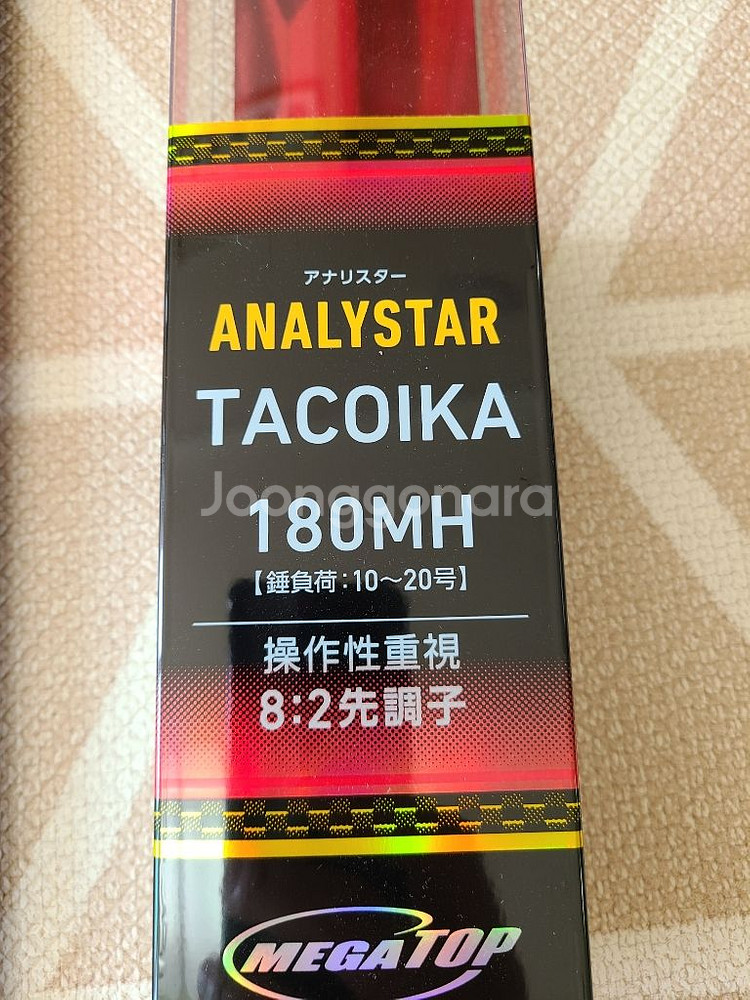 アナリスター
ANALYSTAR
TACOIKA
Joonggonara
180MH
【錘負荷:10〜20号】
操作性重視
8:2先調子
MEGATOP